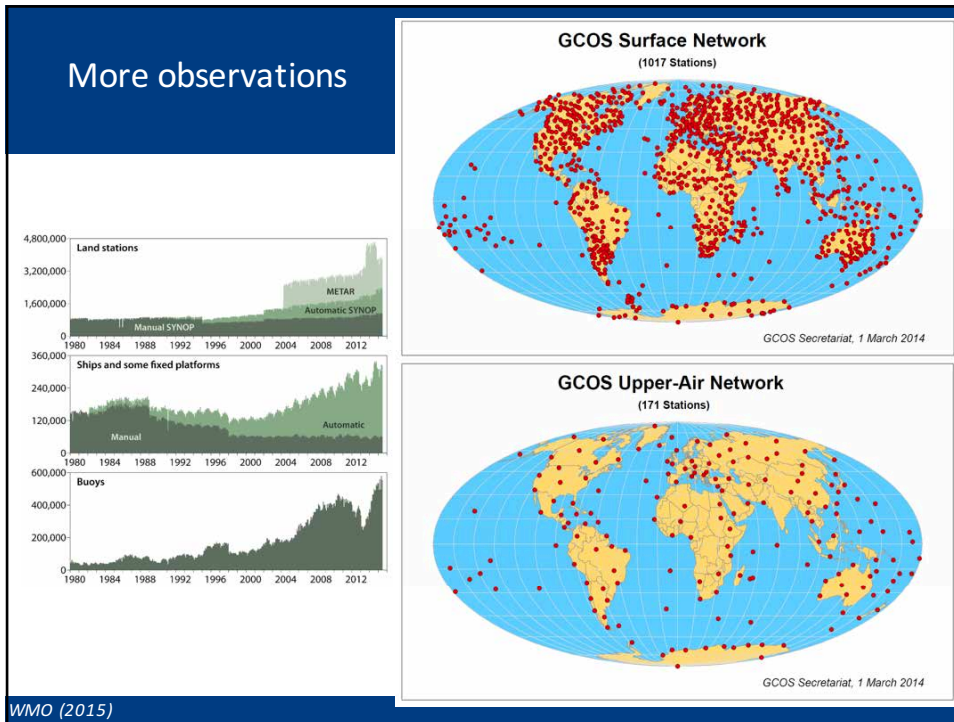 More observations
GCOS Surface Network
(1017 Stations)
GCOS Secretariat, 1 March 2014
4,800,000
3,200,000
1,600,000
0
Land stations
METAR
Automatic SYNOP
Manual SYNOP
1980 1984 1988 1992 1996 2000 2004 2008 2012
360,000
240,000
120,000
0
Ships and some fixed platforms
Automatic
Manual
1980 1984 1988 1992 1996 2000 2004 2008 2012
600,000
400,000
200,000
0
Buoys
1980 1984 1988 1992 1996 2000 2004 2008 2012
GCOS Upper-Air Network
(171 Stations)
GCOS Secretariat, 1 March 2014
WMO (2015)